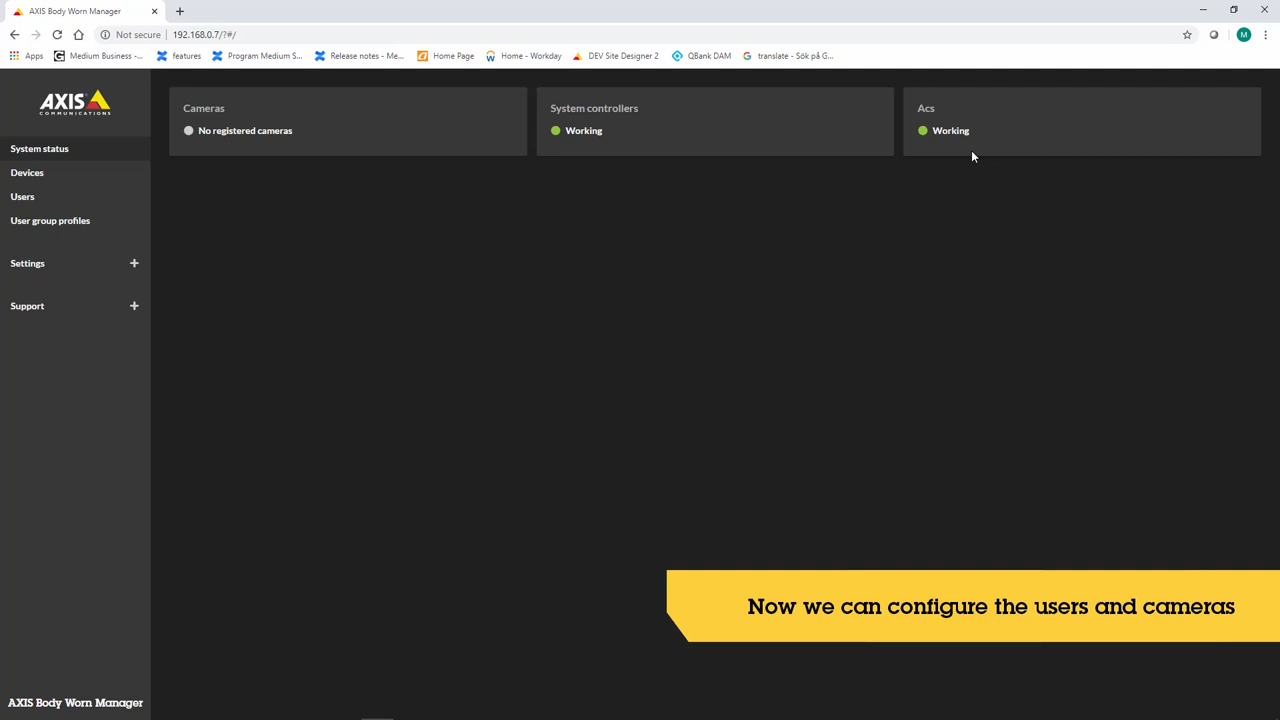 AXIS Body Worn Manager
Not secure
192.168.0.7/?#/
M
Apps
Medium Business -...
features
Program Medium S...
Release notes - Me...
Home Page
Home - Workday
DEV Site Designer 2
QBank DAM
translate - Sök på G...
AXIS
COMMUNICATIONS
System status
Devices
Users
User group profiles
Settings
Support
Cameras
No registered cameras
System controllers
Working
Acs
Working
Now we can configure the users and cameras
AXIS Body Worn Manager